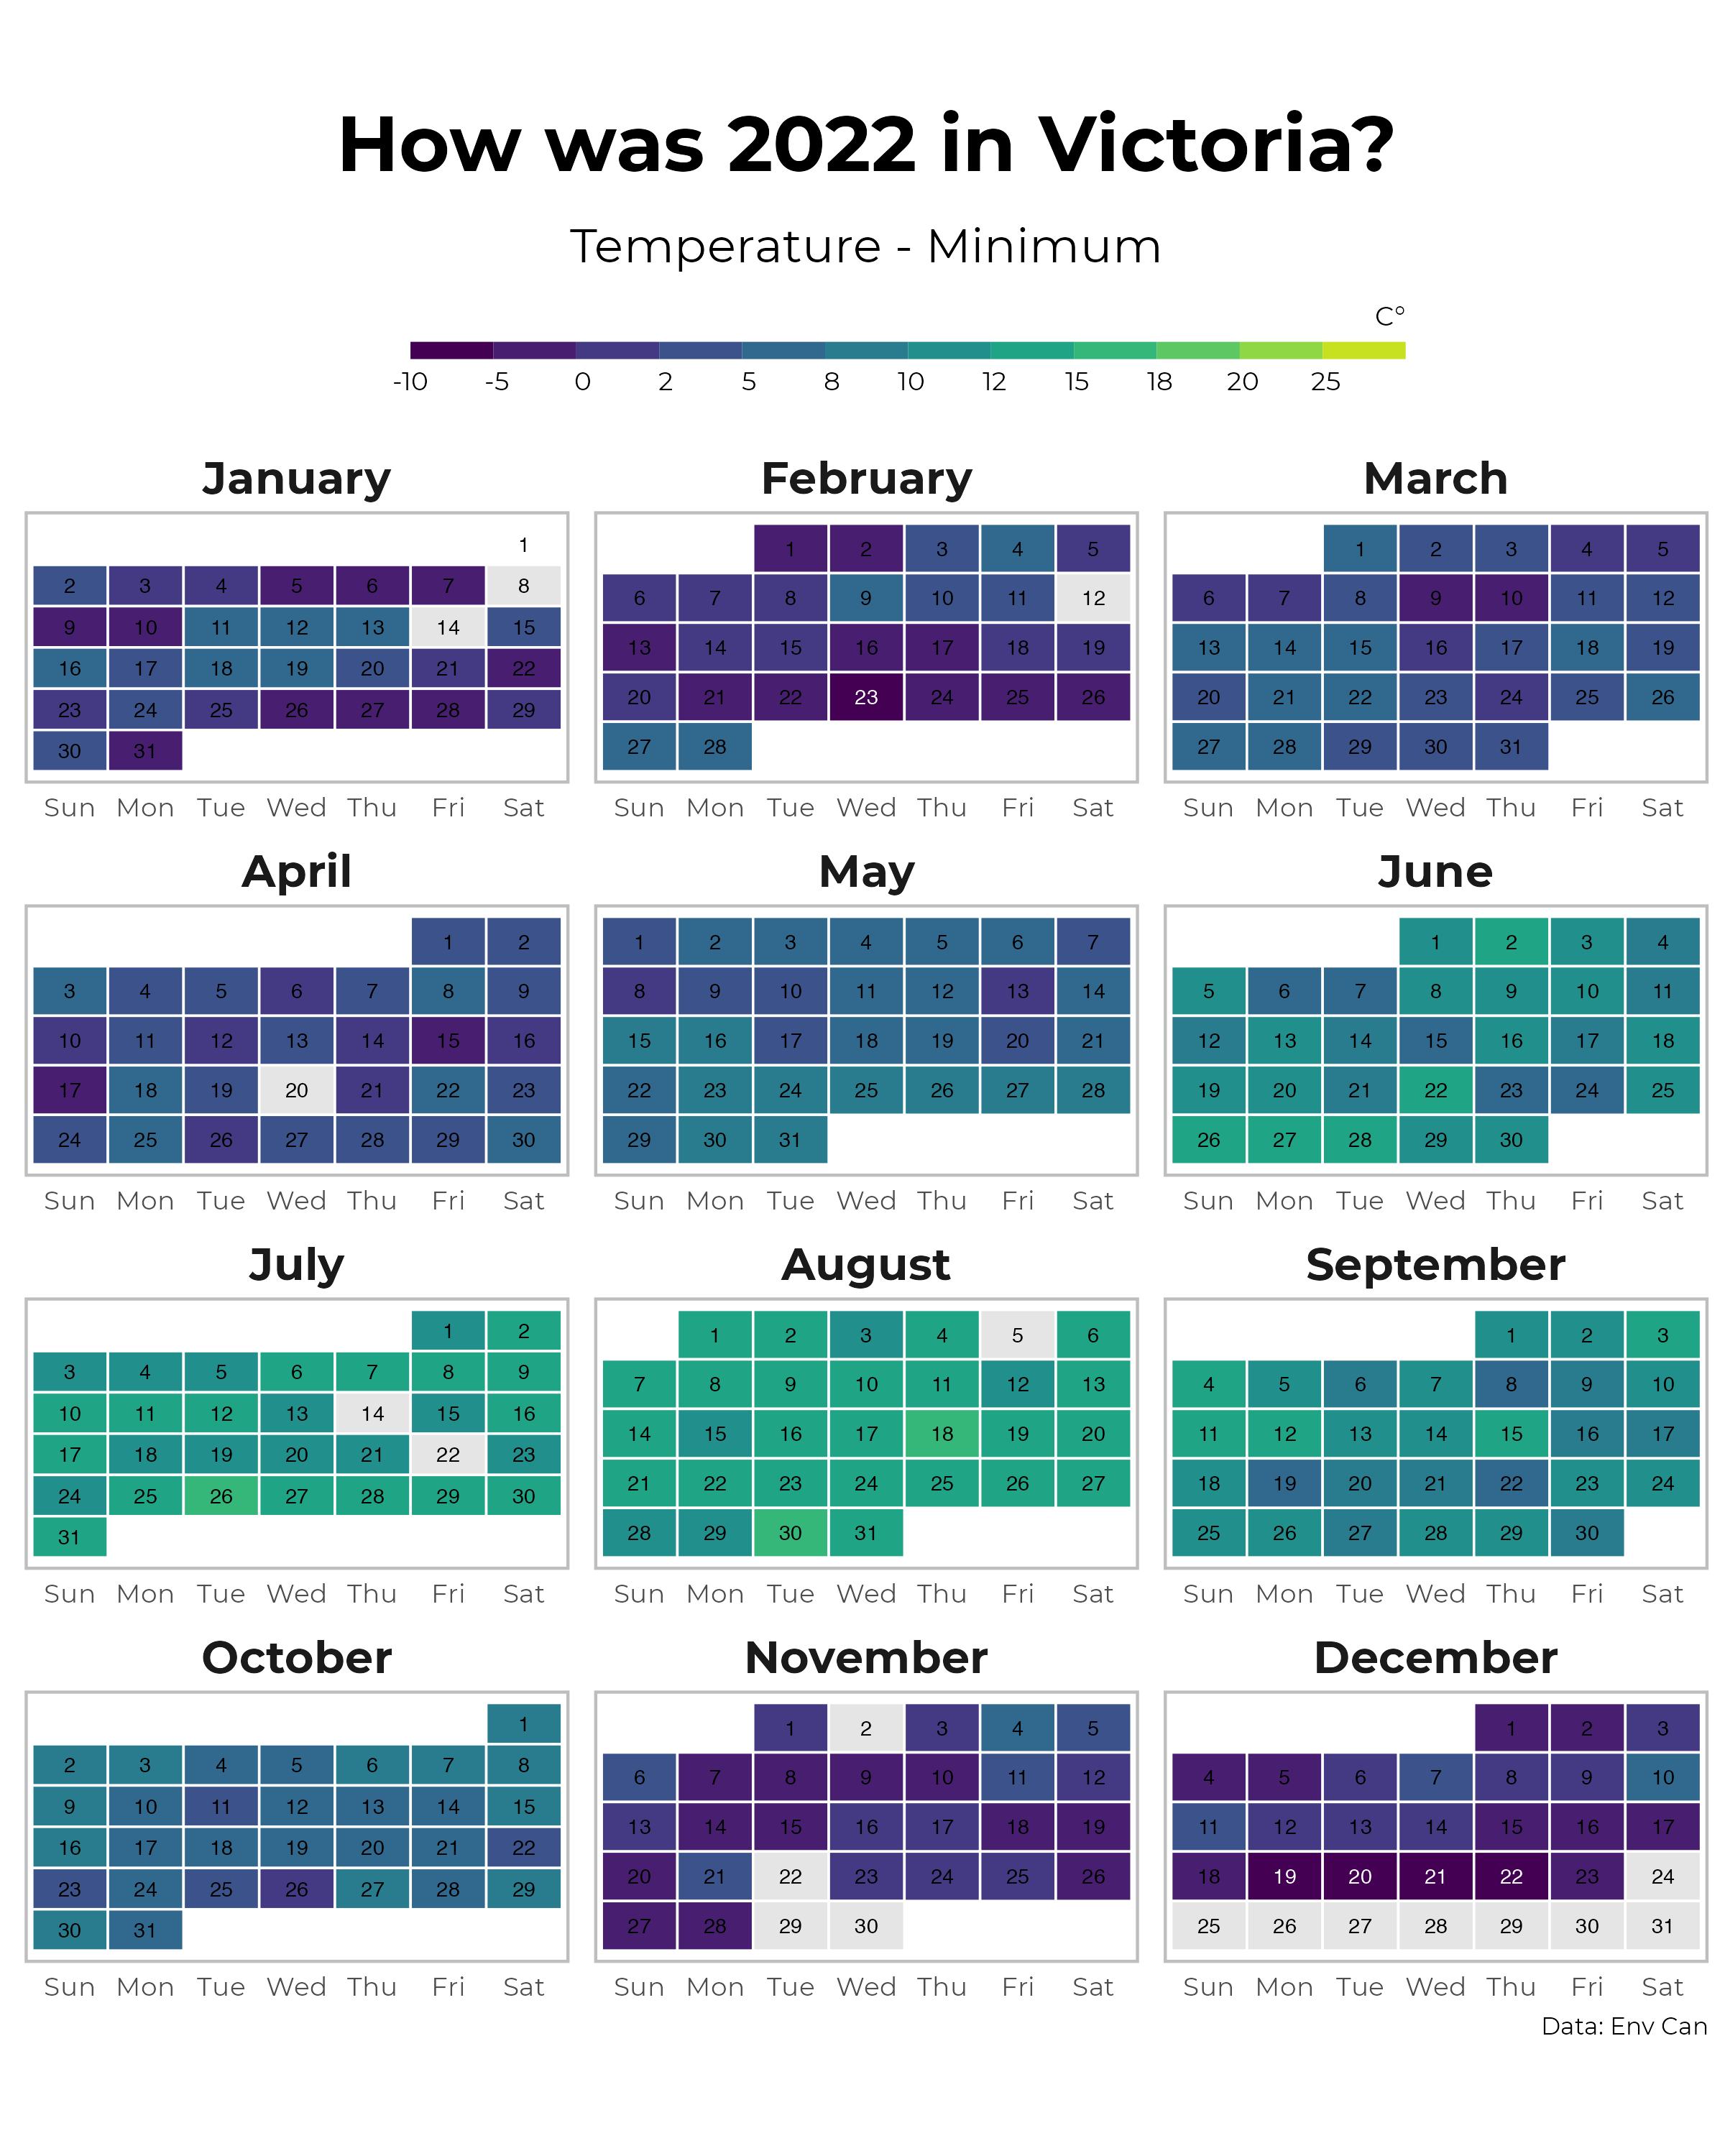 How was 2022 in Victoria?
Temperature - Minimum
C°
-10 -5 0 2 5 8 10 12 15 18 20 25
January February March
1
2 3 4 5 6 7 8
9 10 11 12 13 14 15
16 17 18 19 20 21 22
23 24 25 26 27 28 29
30 31
Sun Mon Tue Wed Thu Fri Sat
1 2 3 4 5
6 7 8 9 10 11 12
13 14 15 16 17 18 19
20 21 22 23 24 25 26
27 28
Sun Mon Tue Wed Thu Fri Sat
1 2 3 4 5
6 7 8 9 10 11 12
13 14 15 16 17 18 19
20 21 22 23 24 25 26
27 28 29 30 31
Sun Mon Tue Wed Thu Fri Sat
April May June
1 2
3 4 5 6 7 8 9
10 11 12 13 14 15 16
17 18 19 20 21 22 23
24 25 26 27 28 29 30
Sun Mon Tue Wed Thu Fri Sat
1 2 3 4 5 6 7
8 9 10 11 12 13 14
15 16 17 18 19 20 21
22 23 24 25 26 27 28
29 30 31
Sun Mon Tue Wed Thu Fri Sat
1 2 3 4
5 6 7 8 9 10 11
12 13 14 15 16 17 18
19 20 21 22 23 24 25
26 27 28 29 30
Sun Mon Tue Wed Thu Fri Sat
July August September
1 2
3 4 5 6 7 8 9
10 11 12 13 14 15 16
17 18 19 20 21 22 23
24 25 26 27 28 29 30
31
Sun Mon Tue Wed Thu Fri Sat
1 2 3 4 5 6
7 8 9 10 11 12 13
14 15 16 17 18 19 20
21 22 23 24 25 26 27
28 29 30 31
Sun Mon Tue Wed Thu Fri Sat
1 2 3
4 5 6 7 8 9 10
11 12 13 14 15 16 17
18 19 20 21 22 23 24
25 26 27 28 29 30
Sun Mon Tue Wed Thu Fri Sat
October November December
1
2 3 4 5 6 7 8
9 10 11 12 13 14 15
16 17 18 19 20 21 22
23 24 25 26 27 28 29
30 31
Sun Mon Tue Wed Thu Fri Sat
1 2 3 4 5
6 7 8 9 10 11 12
13 14 15 16 17 18 19
20 21 22 23 24 25 26
27 28 29 30
Sun Mon Tue Wed Thu Fri Sat
1 2 3
4 5 6 7 8 9 10
11 12 13 14 15 16 17
18 19 20 21 22 23 24
25 26 27 28 29 30 31
Sun Mon Tue Wed Thu Fri Sat
Data: Env Can